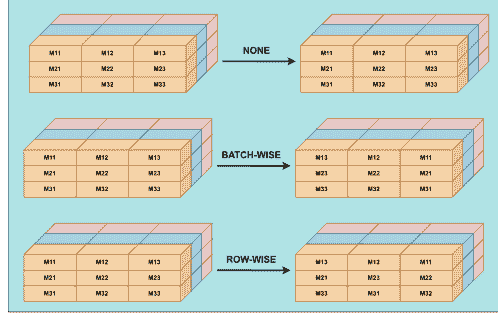 M11 M12 M13 NONE M11 M12 M13
M21 M22 M23 M21 M22 M23
M31 M32 M33 M31 M32 M33
M11 M12 M13 BATCH-WISE M13 M12 M11
M21 M22 M23 M23 M22 M21
M31 M32 M33 M33 M32 M31
M11 M12 M13 ROW-WISE M13 M12 M11
M21 M22 M23 M21 M23 M22
M31 M32 M33 M33 M31 M32